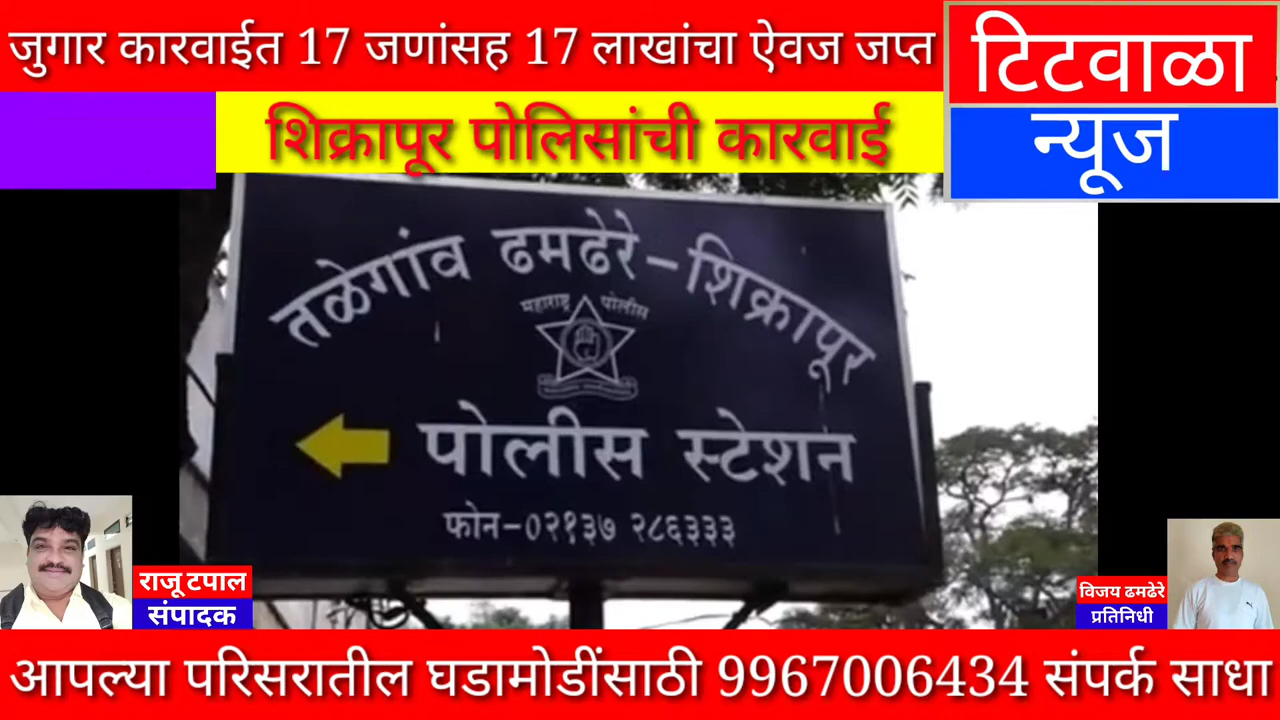 जुगार कारवाईत 17 जणांसह 17 लाखांचा ऐवज जप्त
टिटवाळा
न्यूज
शिक्रापूर पोलिसांची कारवाई
तळेगांव ढमढेरे-शिक्रापूर
महाराष्ट्र पोलीस
पोलीस स्टेशन
फोन-०२१३७ २८६३३३
राजू टपाल
संपादक
विजय ढमढेरे
प्रतिनिधी
आपल्या परिसरातील घडामोडींसाठी 9967006434 संपर्क साधा